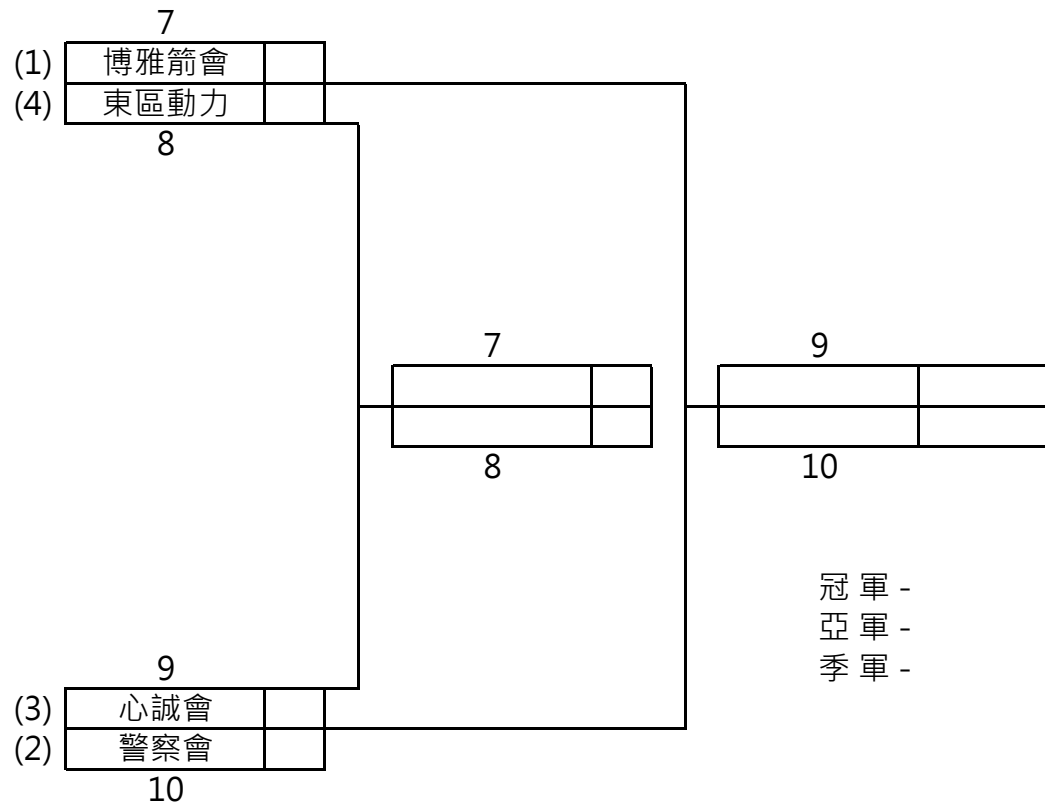 7
(1) 博雅箭會
(4) 東區動力
8
7
9
8
10
冠 軍 -
亞 軍 -
季 軍 -
9
(3) 心誠會
(2) 警察會
10